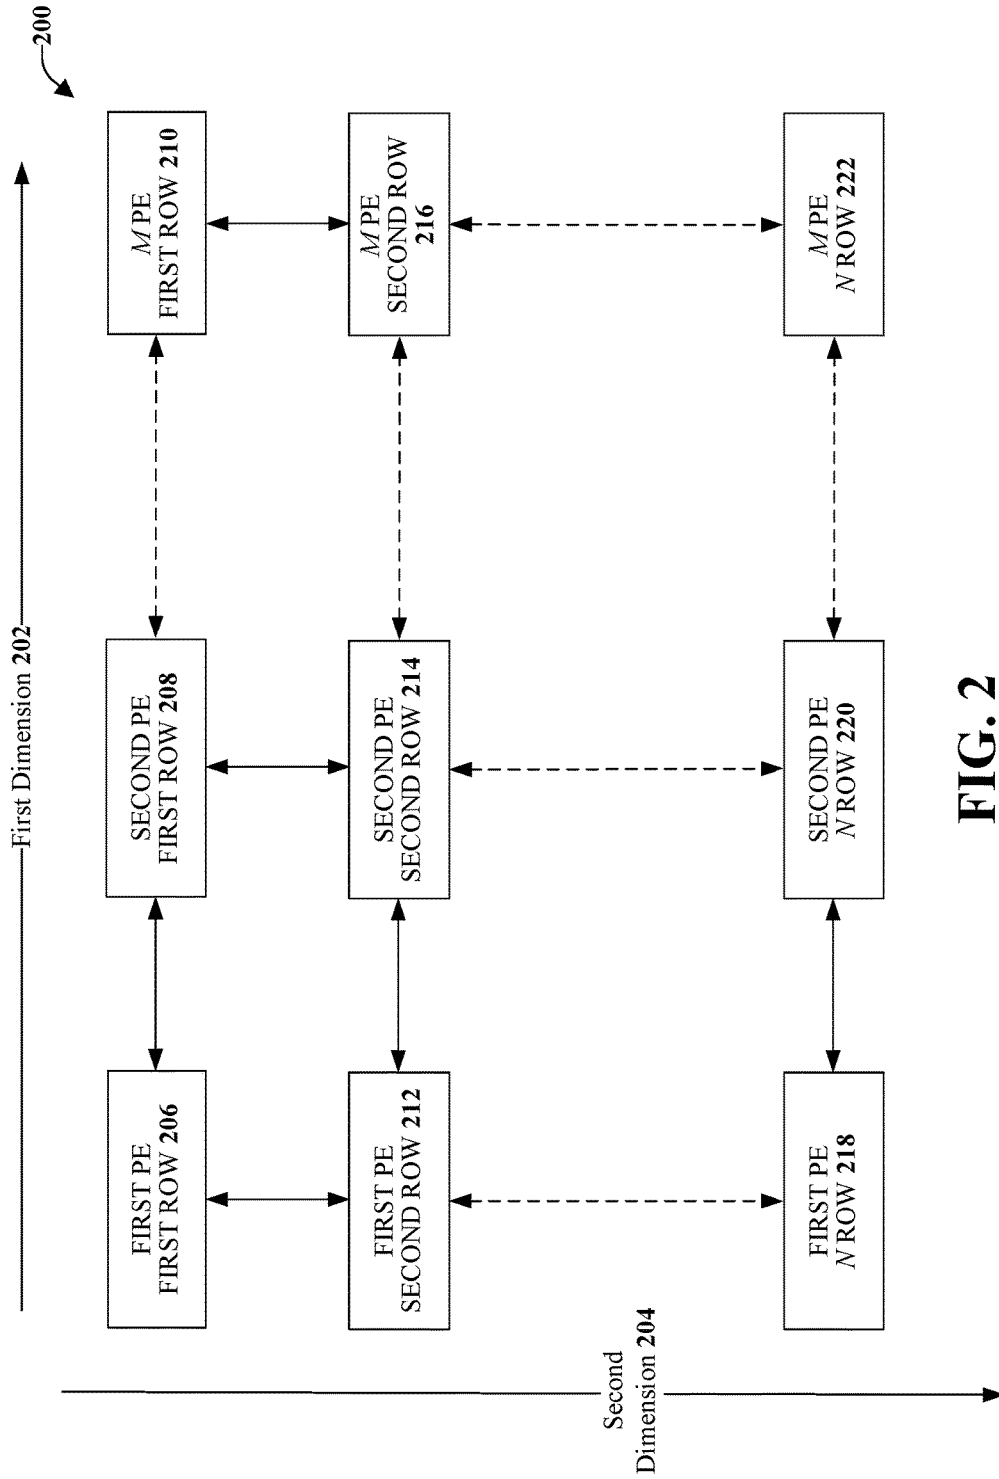 200
First Dimension 202
FIRST PE
FIRST ROW 206
SECOND PE
FIRST ROW 208
M PE
FIRST ROW 210
FIRST PE
SECOND ROW 212
SECOND PE
SECOND ROW 214
M PE
SECOND ROW
216
Second
Dimension 204
FIRST PE
N ROW 218
SECOND PE
N ROW 220
M PE
N ROW 222
FIG. 2